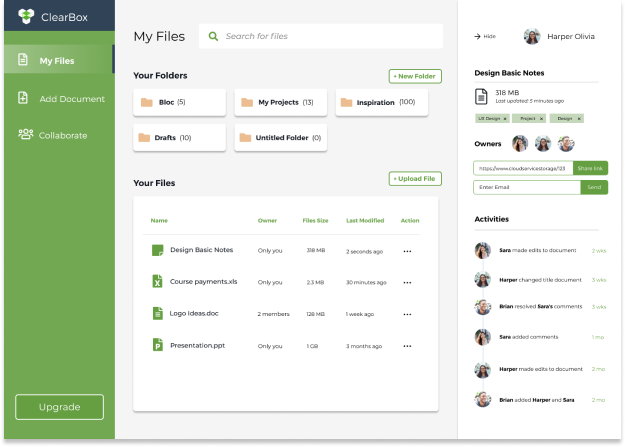 ClearBox
My Files
Add Document
Collaborate
Upgrade
My Files
Search for files
Your Folders
+ New Folder
Bloc (5)
My Projects (13)
Inspiration (100)
Drafts (10)
Untitled Folder (0)
Your Files
+ Upload File
Name Owner Files Size Last Modified Action
Design Basic Notes Only you 318 MB 2 seconds ago ...
X Course payments.xls Only you 2.3 MB 30 minutes ago ...
Logo Ideas.doc 2 members 128 MB 1 week ago ...
P Presentation.ppt Only you 1 GB 3 months ago ...
Hide
Harper Olivia
Design Basic Notes
318 MB
Last updated: 5 minutes ago
UX Design x
Project x
Design x
Owners
https://www.cloudservicestorage/123 Share link
Enter Email Send
Activities
Sara made edits to document 2 wks
Harper changed title document 3 wks
Brian resolved Sara's comments 3 wks
Sara added comments 1 mo
Harper made edits to document 2 mo
Brian added Harper and Sara 2 mo